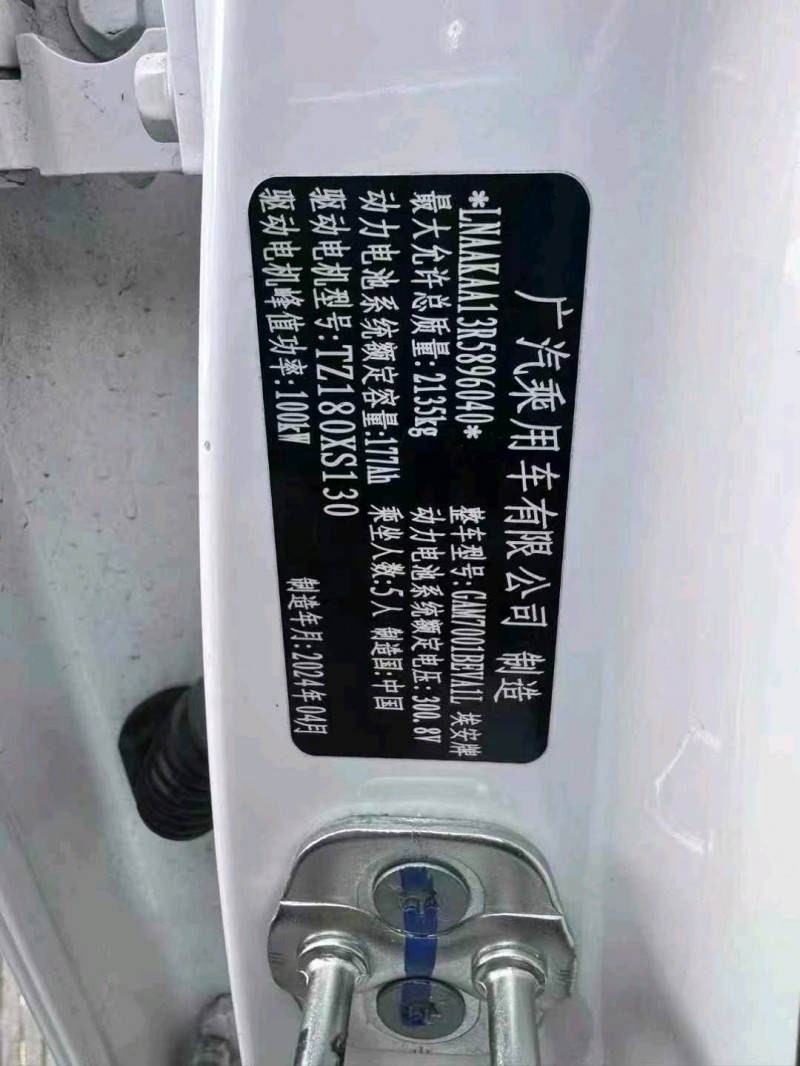 广汽乘用车有限公司 制造
*LNAAKAA13R5896040* 整车型号:GAM7001BEVA1L 埃安牌
最大允许总质量:2135kg 动力电池系统额定电压:300.8V
动力电池系统额定容量:177Ah 乘坐人数:5人 制造国:中国
驱动电机型号:TZ180XS130
驱动电机峰值功率:100kW 制造年月:2024年04月